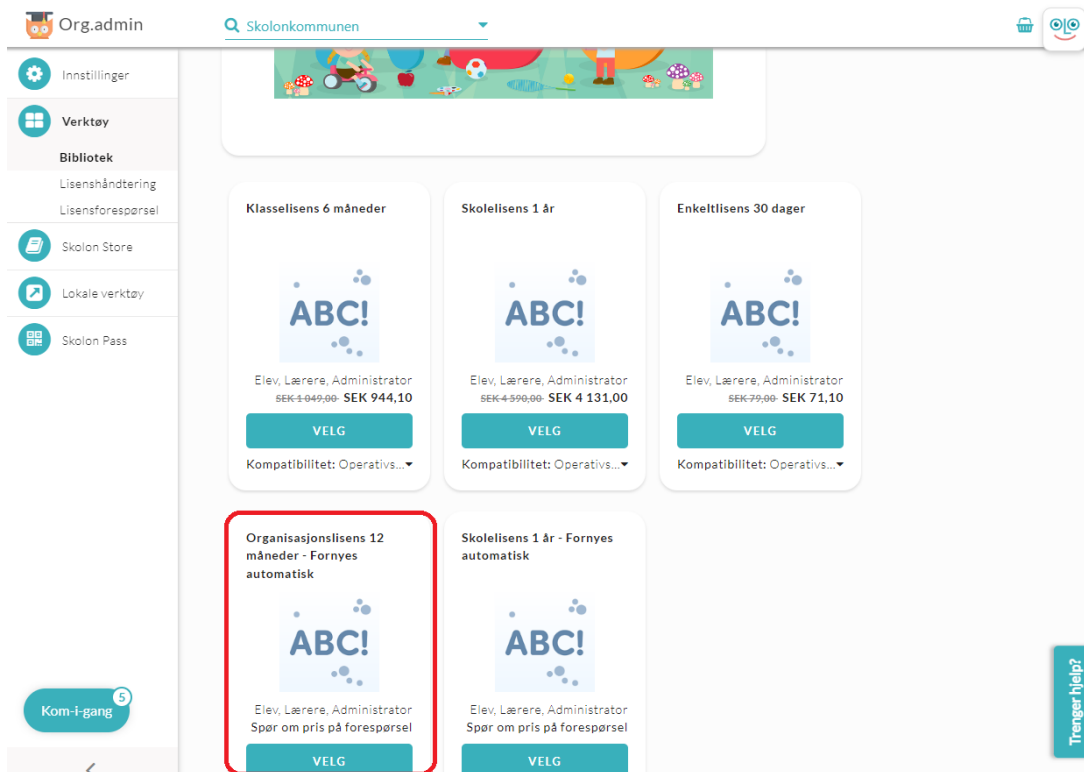 Org.admin
Skolonkommunen
Innstillinger
Verktøy
Bibliotek
Lisenshåndtering
Lisensforespørsel
Skolon Store
Lokale verktøy
Skolon Pass
Kom-i-gang
5
Klasselisens 6 måneder
ABC!
Elev, Lærere, Administrator
SEK 1 049,00 SEK 944,10
VELG
Kompatibilitet: Operativs...
Skolelisens 1 år
ABC!
Elev, Lærere, Administrator
SEK 4 590,00 SEK 4 131,00
VELG
Kompatibilitet: Operativs...
Enkeltlisens 30 dager
ABC!
Elev, Lærere, Administrator
SEK 79,00 SEK 71,10
VELG
Kompatibilitet: Operativs...
Organisasjonslisens 12
måneder - Fornyes
automatisk
ABC!
Elev, Lærere, Administrator
Spør om pris på forespørsel
VELG
Skolelisens 1 år - Fornyes
automatisk
ABC!
Elev, Lærere, Administrator
Spør om pris på forespørsel
VELG
Trenger hjelp?